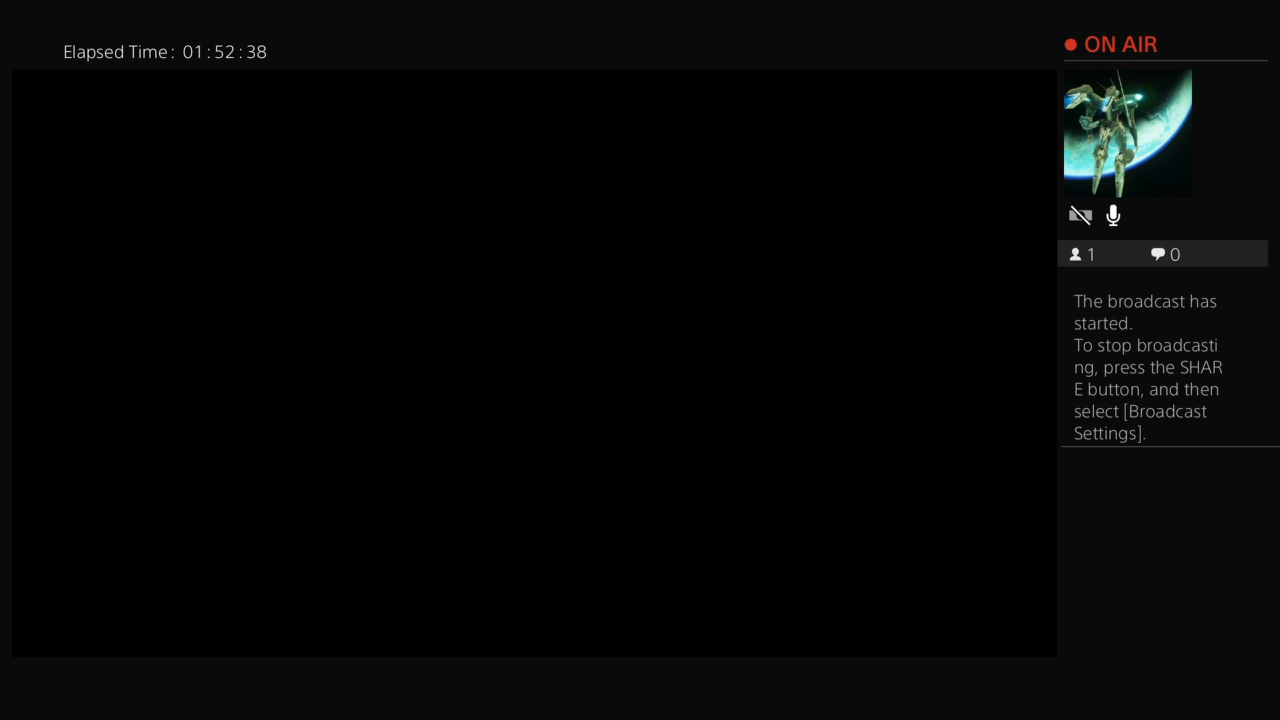 Elapsed Time: 01:52:38
ON AIR
1
0
The broadcast has
started.
To stop broadcasti
ng, press the SHAR
E button, and then
select [Broadcast
Settings].